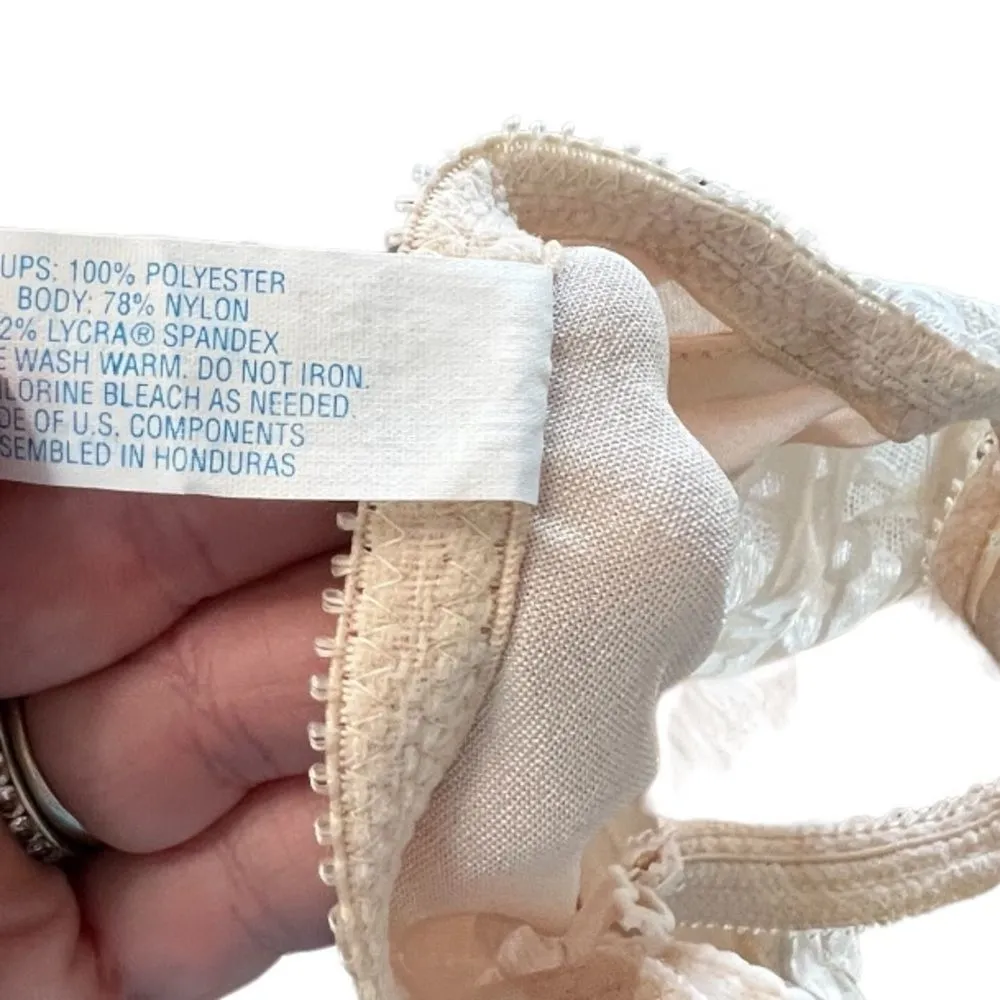 UPS: 100% POLYESTER
BODY: 78% NYLON
2% LYCRA® SPANDEX
E WASH WARM. DO NOT IRON.
LORINE BLEACH AS NEEDED.
DE OF U.S. COMPONENTS
SEMBLED IN HONDURAS